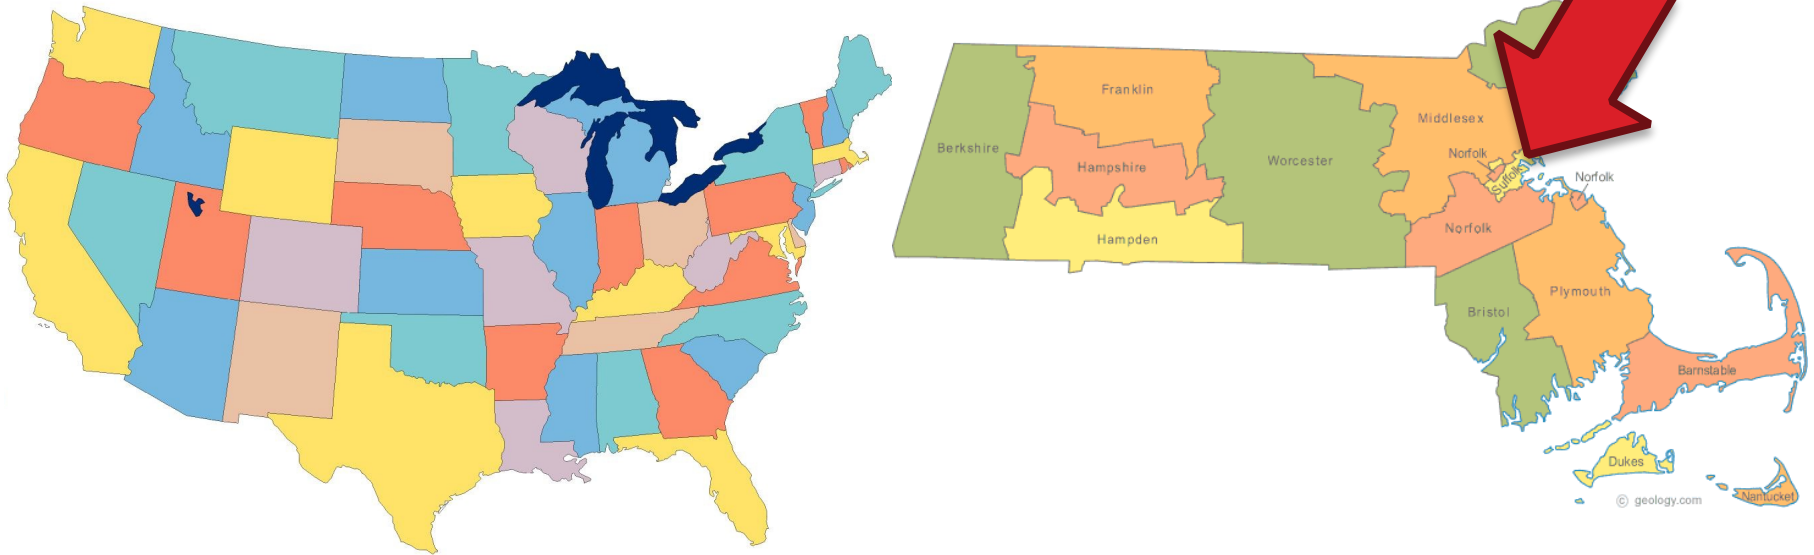 Franklin
Middlesex
Berkshire
Norfolk
Worcester
Hampshire
Suffolk
Norfolk
Norfolk
Hampden
Plymouth
Bristol
Barnstable
Dukes
Nantucket
© geology.com